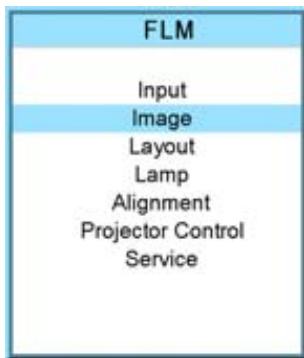 FLM
Input
Image
Layout
Lamp
Alignment
Projector Control
Service